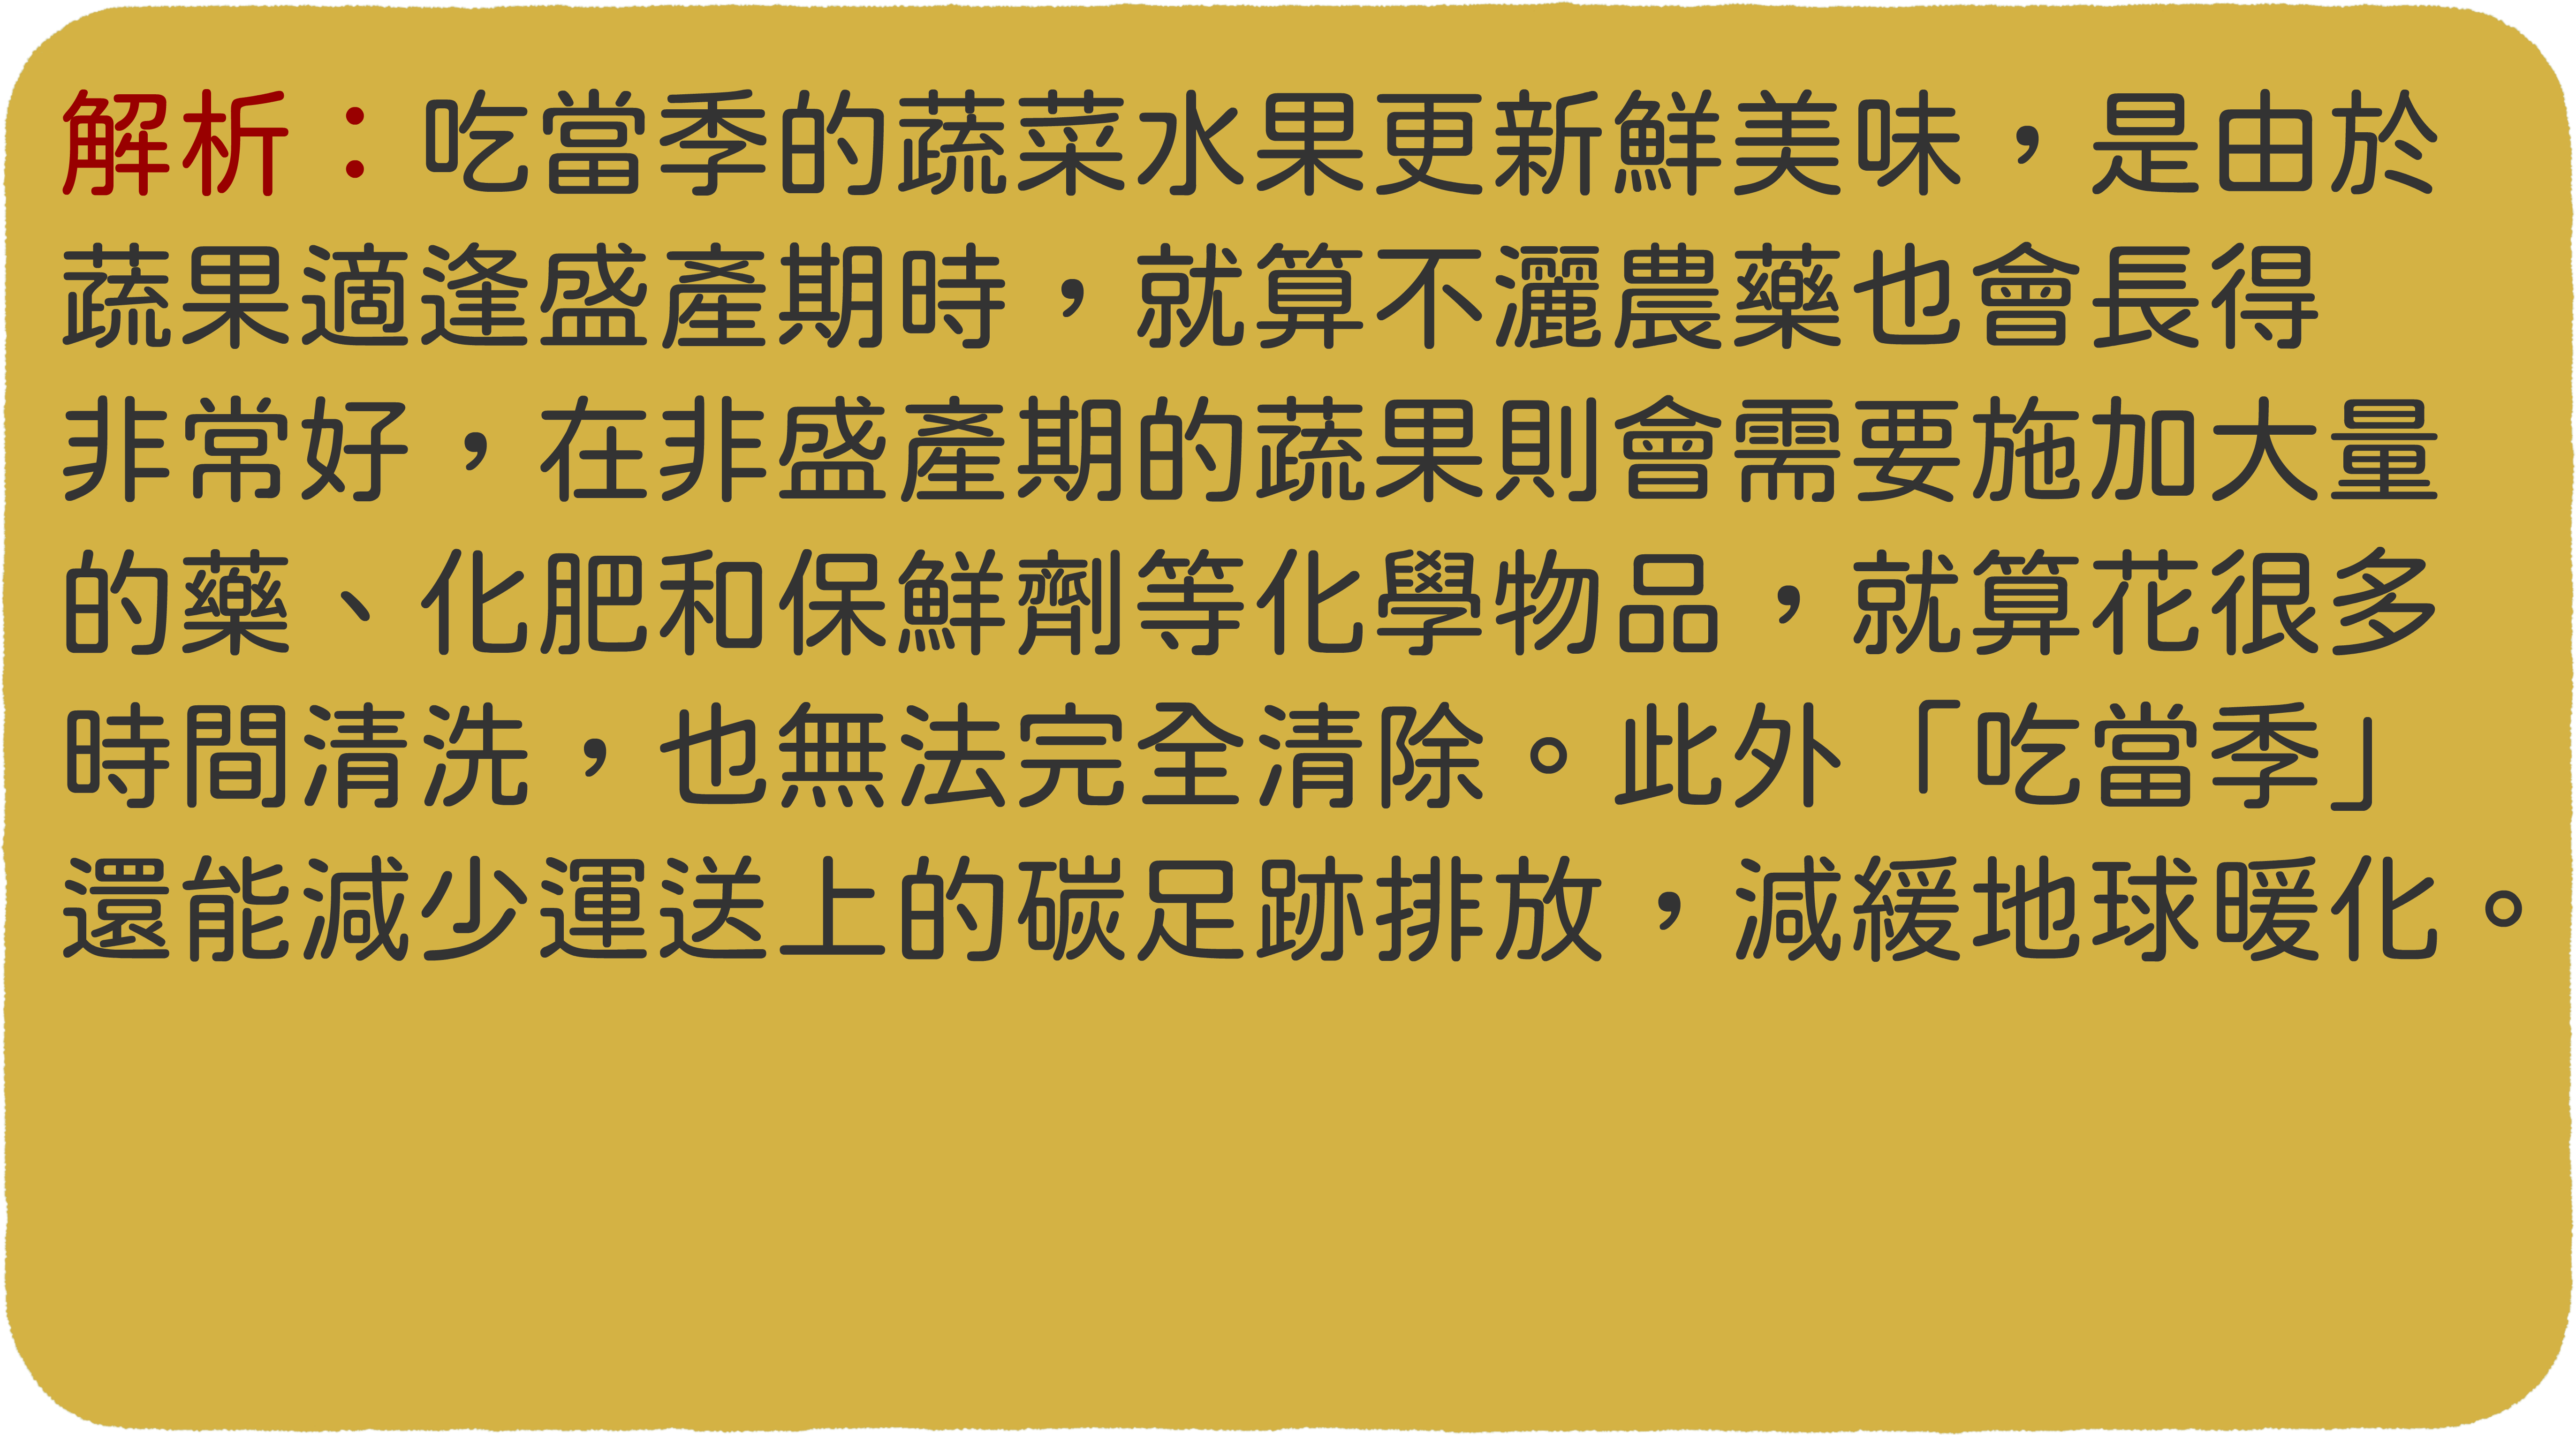 解析：吃當季的蔬菜水果更新鮮美味，是由於
蔬果適逢盛產期時，就算不灑農藥也會長得
非常好，在非盛產期的蔬果則會需要施加大量
的藥、化肥和保鮮劑等化學物品，就算花很多
時間清洗，也無法完全清除。此外「吃當季」
還能減少運送上的碳足跡排放，減緩地球暖化。